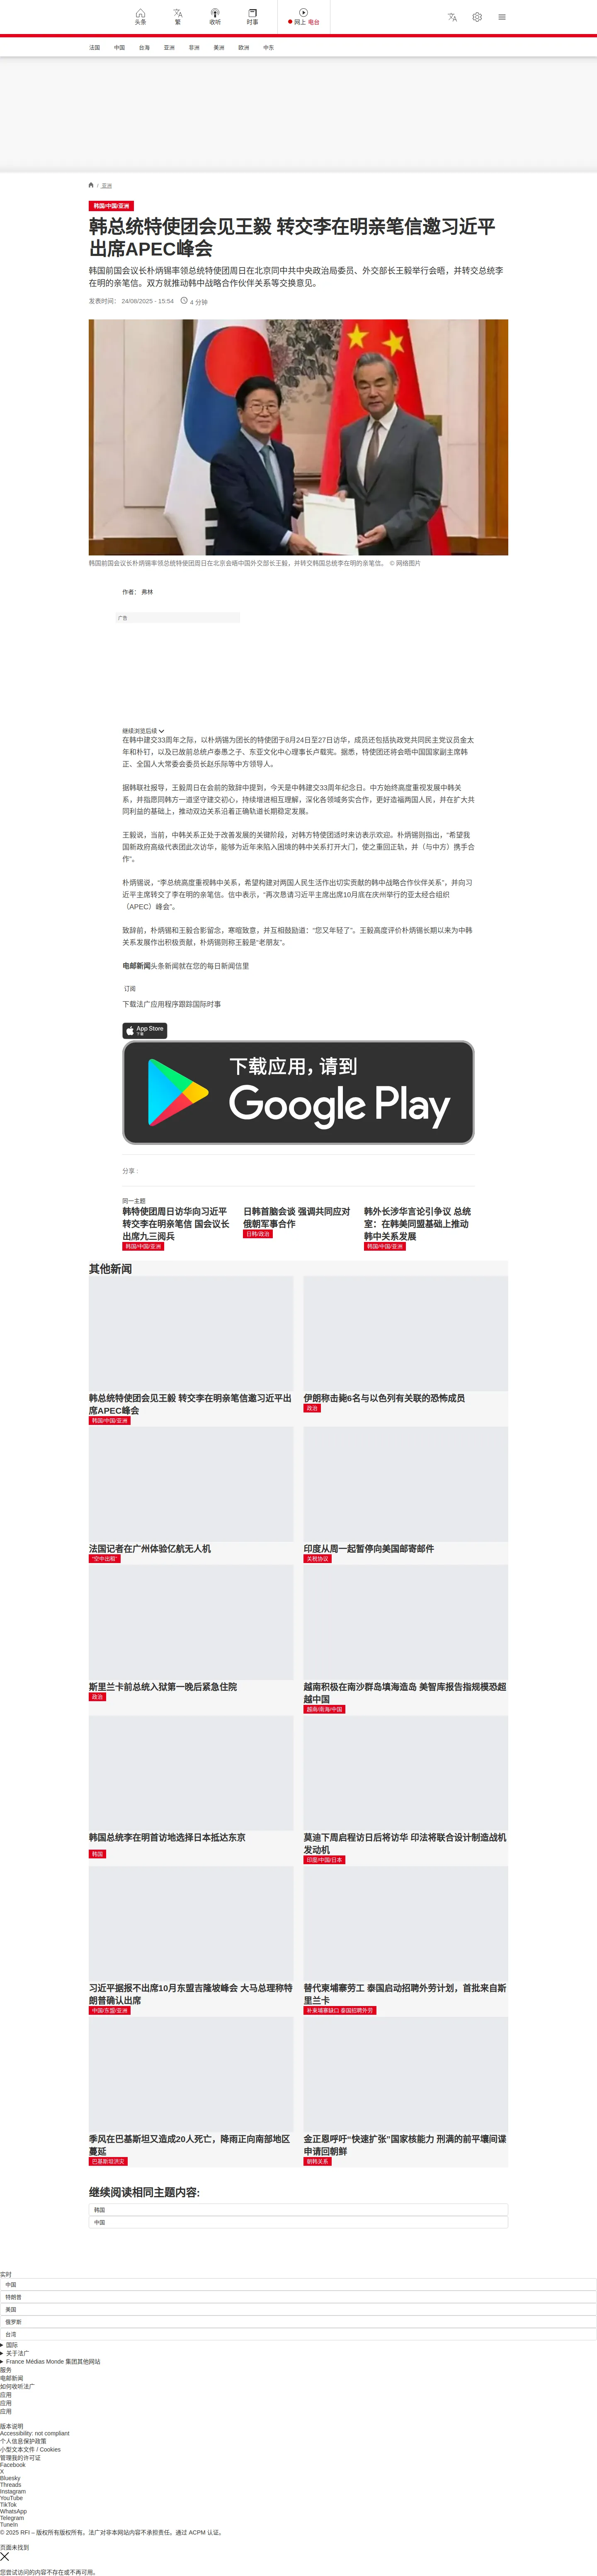 头条
繁
收听
时事
网上 电台
法国
中国
台海
亚洲
非洲
美洲
欧洲
中东
/ 亚洲
韩国/中国/亚洲
韩总统特使团会见王毅 转交李在明亲笔信邀习近平
出席APEC峰会
韩国前国会议长朴炳锡率领总统特使团周日在北京同中共中央政治局委员、外交部长王毅举行会晤，并转交总统李
在明的亲笔信。双方就推动韩中战略合作伙伴关系等交换意见。
发表时间： 24/08/2025 - 15:54
4 分钟
韩国前国会议长朴炳锡率领总统特使团周日在北京会晤中国外交部长王毅，并转交韩国总统李在明的亲笔信。 © 网络图片
作者： 弗林
广告
继续浏览后续
在韩中建交33周年之际，以朴炳锡为团长的特使团于8月24日至27日访华，成员还包括执政党共同民主党议员金太
年和朴钉，以及已故前总统卢泰愚之子、东亚文化中心理事长卢载宪。据悉，特使团还将会晤中国国家副主席韩
正、全国人大常委会委员长赵乐际等中方领导人。
据韩联社报导，王毅周日在会前的致辞中提到，今天是中韩建交33周年纪念日。中方始终高度重视发展中韩关
系，并指愿同韩方一道坚守建交初心，持续增进相互理解，深化各领域务实合作，更好造福两国人民，并在扩大共
同利益的基础上，推动双边关系沿着正确轨道长期稳定发展。
王毅说，当前，中韩关系正处于改善发展的关键阶段，对韩方特使团适时来访表示欢迎。朴炳锡则指出，“希望我
国新政府高级代表团此次访华，能够为近年来陷入困境的韩中关系打开大门，使之重回正轨，并（与中方）携手合
作”。
朴炳锡说，“李总统高度重视韩中关系，希望构建对两国人民生活作出切实贡献的韩中战略合作伙伴关系”，并向习
近平主席转交了李在明的亲笔信。信中表示，“再次恳请习近平主席出席10月底在庆州举行的亚太经合组织
（APEC）峰会”。
致辞前，朴炳锡和王毅合影留念，寒暄致意，并互相鼓励道：“您又年轻了”。王毅高度评价朴炳锡长期以来为中韩
关系发展作出积极贡献，朴炳锡则称王毅是“老朋友”。
电邮新闻头条新闻就在您的每日新闻信里
订阅
下载法广应用程序跟踪国际时事
App Store
下载
下载应用，请到
Google Play
分享 :
同一主题
韩特使团周日访华向习近平
转交李在明亲笔信 国会议长
出席九三阅兵
韩国/中国/亚洲
日韩首脑会谈 强调共同应对
俄朝军事合作
日韩/政治
韩外长涉华言论引争议 总统
室：在韩美同盟基础上推动
韩中关系发展
韩国/中国/亚洲
其他新闻
韩总统特使团会见王毅 转交李在明亲笔信邀习近平出
席APEC峰会
韩国/中国/亚洲
伊朗称击毙6名与以色列有关联的恐怖成员
政治
法国记者在广州体验亿航无人机
“空中出租”
印度从周一起暂停向美国邮寄邮件
关税协议
斯里兰卡前总统入狱第一晚后紧急住院
政治
越南积极在南沙群岛填海造岛 美智库报告指规模恐超
越中国
越南/南海/中国
韩国总统李在明首访地选择日本抵达东京
韩国
莫迪下周启程访日后将访华 印法将联合设计制造战机
发动机
印度/中国/日本
习近平据报不出席10月东盟吉隆坡峰会 大马总理称特
朗普确认出席
中国/东盟/亚洲
替代柬埔寨劳工 泰国启动招聘外劳计划，首批来自斯
里兰卡
补柬埔寨缺口 泰国招聘外劳
季风在巴基斯坦又造成20人死亡，降雨正向南部地区
蔓延
巴基斯坦洪灾
金正恩呼吁“快速扩张”国家核能力 刑满的前平壤间谍
申请回朝鲜
朝韩关系
继续阅读相同主题内容:
韩国
中国
实时
中国
特朗普
美国
俄罗斯
台湾
国际
关于法广
France Médias Monde 集团其他网站
服务
电邮新闻
如何收听法广
应用
应用
应用
版本说明
Accessibility: not compliant
个人信息保护政策
小型文本文件 / Cookies
管理我的许可证
Facebook
X
Bluesky
Threads
Instagram
YouTube
TikTok
WhatsApp
Telegram
TuneIn
© 2025 RFI – 版权所有版权所有。法广对非本网站内容不承担责任。通过 ACPM 认证。
页面未找到
您尝试访问的内容不存在或不再可用。